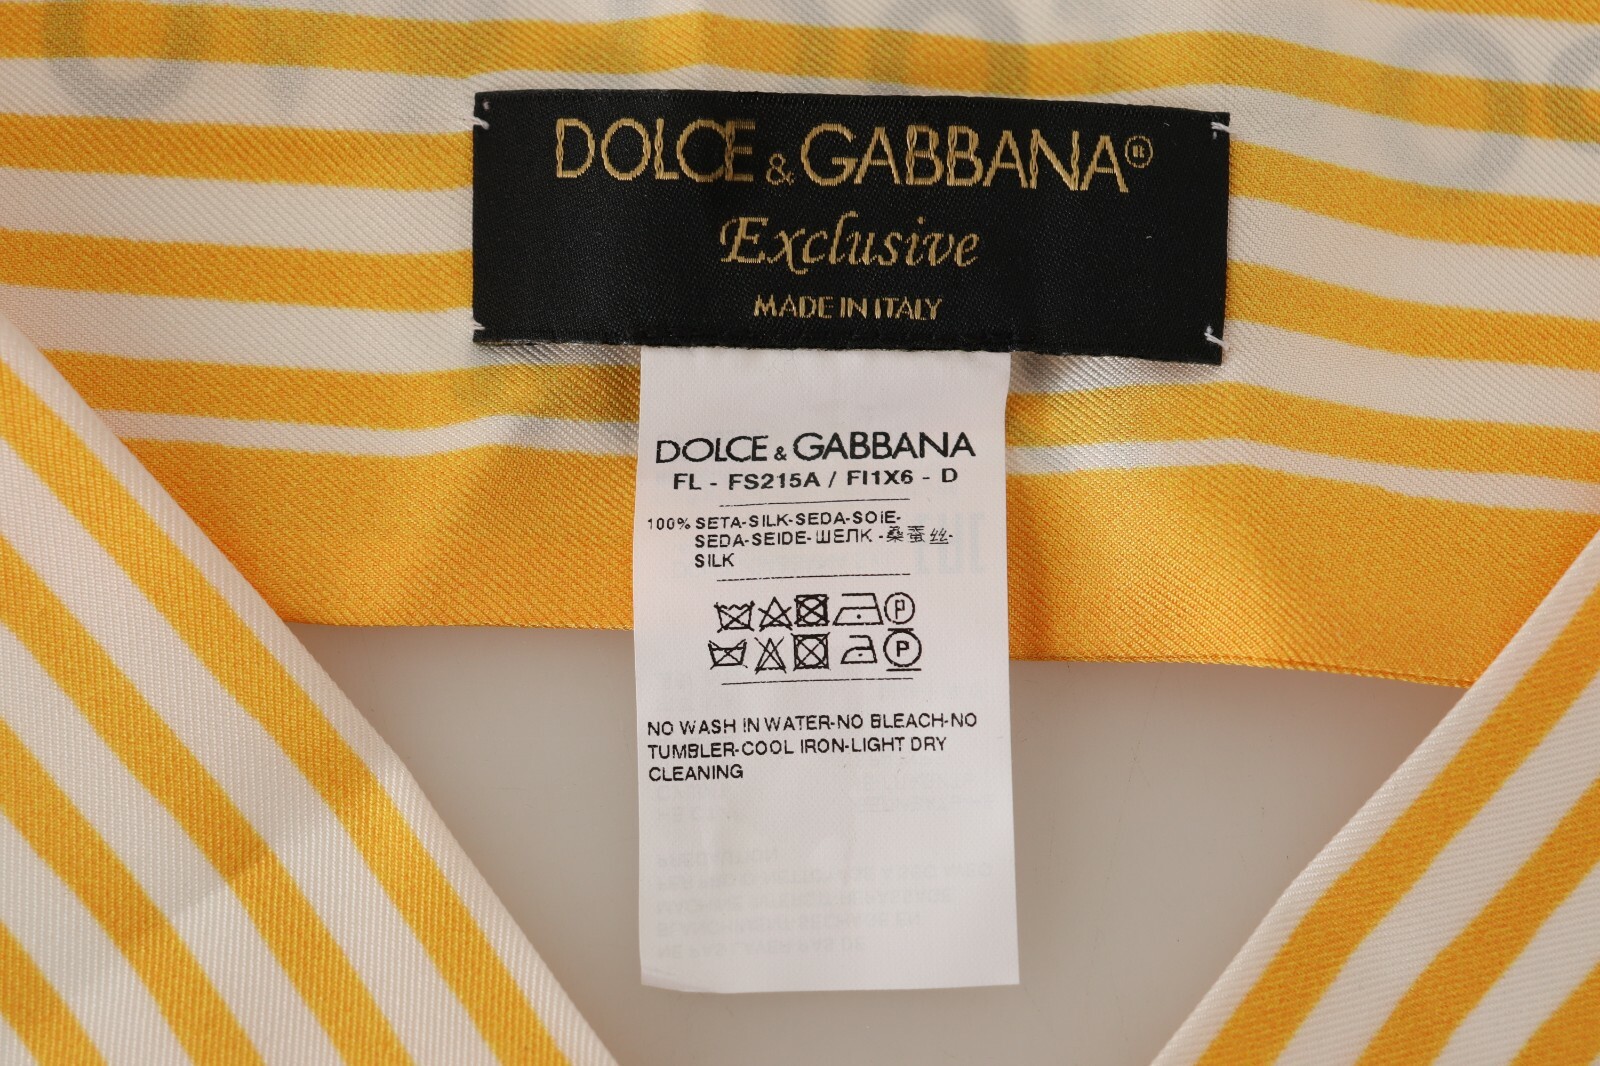 DOLCE & GABBANA®
Exclusive
MADE IN ITALY
DOLCE & GABBANA
FL - FS215A / FI1X6 - D
100% SETA-SILK-SEDA-SOIE-
SEDA-SEIDE-ШЕЛК-桑蚕丝-
SILK
P
P
NO WASH IN WATER-NO BLEACH-NO
TUMBLER-COOL IRON-LIGHT DRY
CLEANING